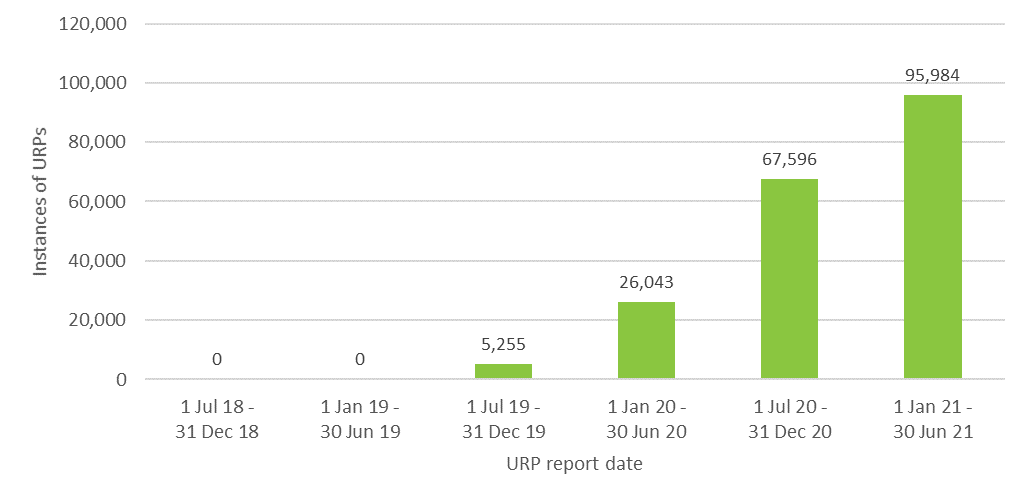 120,000
100,000
80,000
60,000
40,000
20,000
0
Instances of URPs
0
0
5,255
26,043
67,596
95,984
1 Jul 18 -
31 Dec 18
1 Jan 19 -
30 Jun 19
1 Jul 19 -
31 Dec 19
1 Jan 20 -
30 Jun 20
1 Jul 20 -
31 Dec 20
1 Jan 21 -
30 Jun 21
URP report date